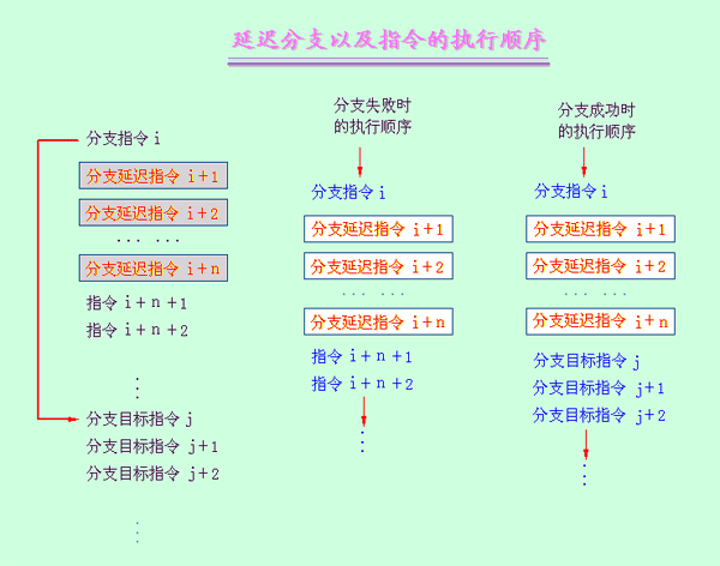 延迟分支以及指令的执行顺序
分支指令 i
分支延迟指令 i+1
分支延迟指令 i+2
··· ···
分支延迟指令 i+n
指令 i+n+1
指令 i+n+2
分支目标指令 j
分支目标指令 j+1
分支目标指令 j+2
分支失败时
的执行顺序
分支指令 i
分支延迟指令 i+1
分支延迟指令 i+2
··· ···
分支延迟指令 i+n
指令 i+n+1
指令 i+n+2
分支成功时
的执行顺序
分支指令 i
分支延迟指令 i+1
分支延迟指令 i+2
··· ···
分支延迟指令 i+n
分支目标指令 j
分支目标指令 j+1
分支目标指令 j+2